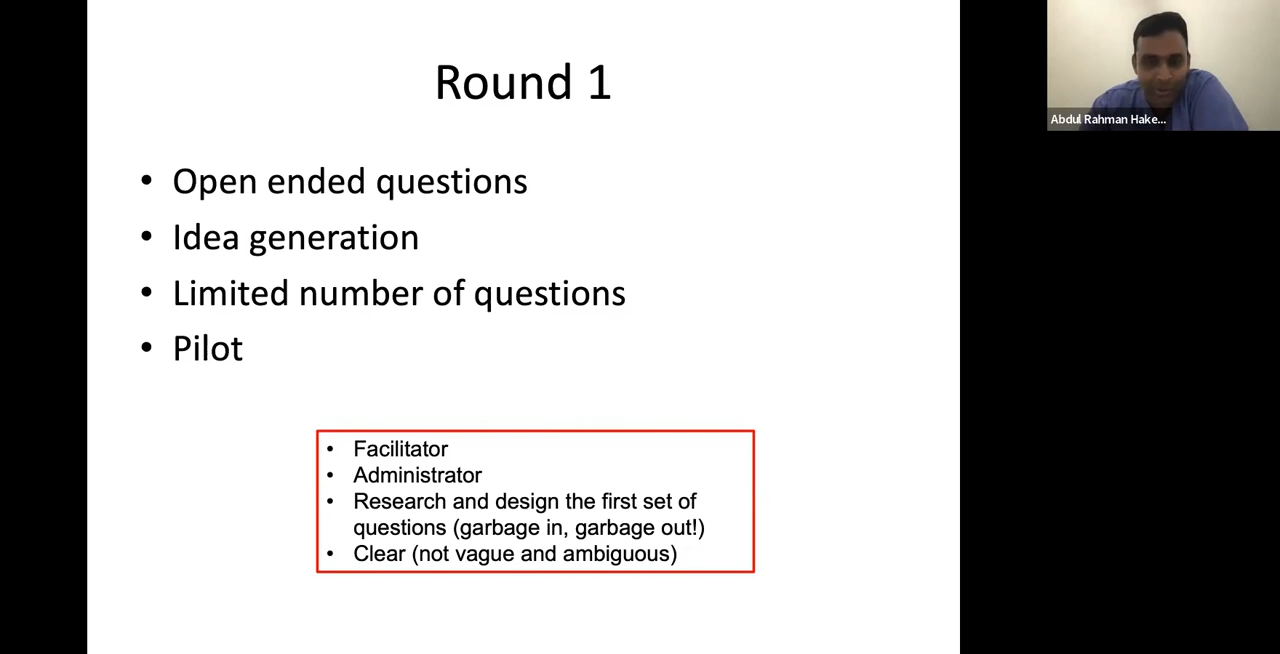 Round 1
• Open ended questions
• Idea generation
• Limited number of questions
• Pilot
• Facilitator
• Administrator
• Research and design the first set of
questions (garbage in, garbage out!)
• Clear (not vague and ambiguous)
Abdul Rahman Hake...